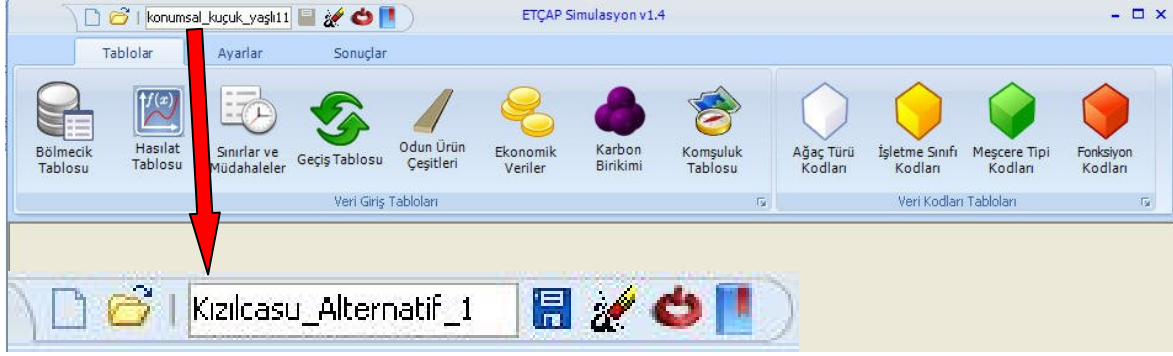 konumsal_kuçuk_yaşlı11 ETÇAP Simulasyon v1.4
Tablolar Ayarlar Sonuçlar
f(x)
Bölmecik Tablosu
Hasılat Tablosu
Sınırlar ve Müdahaleler
Geçiş Tablosu
Odun Ürün Çeşitleri
Ekonomik Veriler
Karbon Birikimi
Komşuluk Tablosu
Ağaç Türü Kodları
İşletme Sınıfı Kodları
Meşcere Tipi Kodları
Fonksiyon Kodları
Veri Giriş Tabloları
Veri Kodları Tabloları
Kızılcasu_Alternatif_1